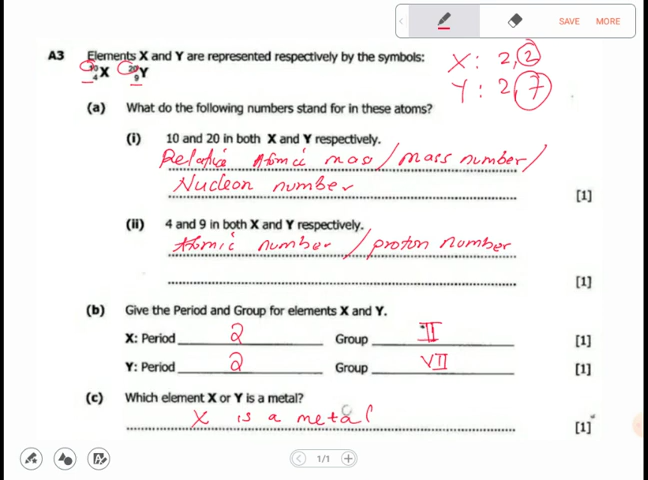 SAVE MORE
A3 Elements X and Y are represented respectively by the symbols:
¹⁰₄X ²⁰₉Y
X : 2, 2
Y : 2, 7
(a) What do the following numbers stand for in these atoms?
(i) 10 and 20 in both X and Y respectively.
Relative Atomic mass / mass number /
Nucleon number
[1]
(ii) 4 and 9 in both X and Y respectively.
Atomic number / proton number
[1]
(b) Give the Period and Group for elements X and Y.
X: Period 2 Group II [1]
Y: Period 2 Group VII [1]
(c) Which element X or Y is a metal?
X is a metal
[1]
1/1